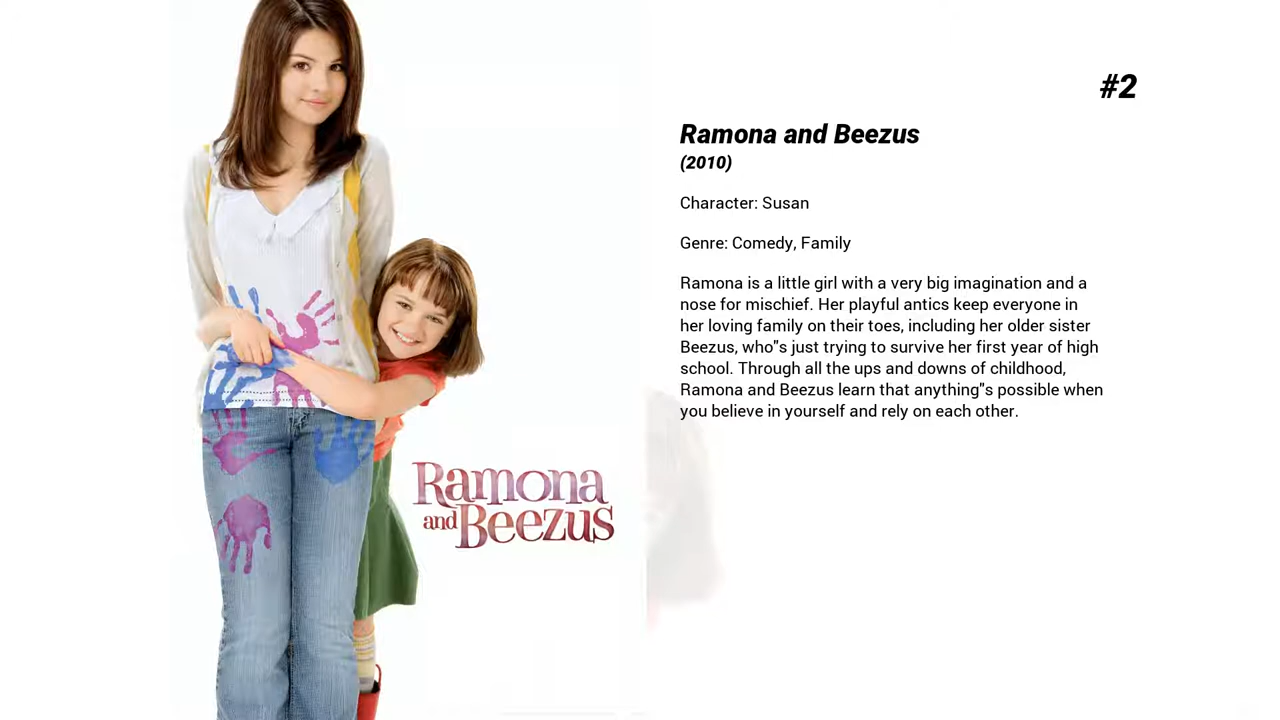 #2
Ramona and Beezus
(2010)
Character: Susan
Genre: Comedy, Family
Ramona is a little girl with a very big imagination and a
nose for mischief. Her playful antics keep everyone in
her loving family on their toes, including her older sister
Beezus, who"s just trying to survive her first year of high
school. Through all the ups and downs of childhood,
Ramona and Beezus learn that anything"s possible when
you believe in yourself and rely on each other.
Ramona
and Beezus